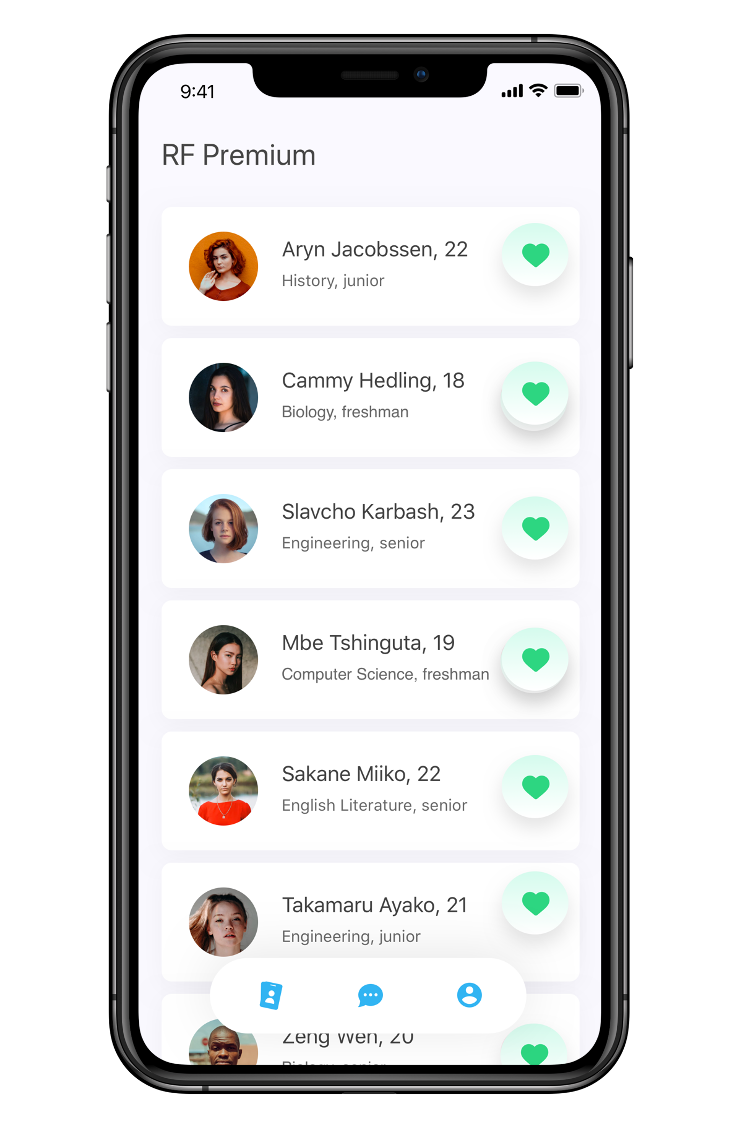 9:41
RF Premium
Aryn Jacobssen, 22
History, junior
Cammy Hedling, 18
Biology, freshman
Slavcho Karbash, 23
Engineering, senior
Mbe Tshinguta, 19
Computer Science, freshman
Sakane Miiko, 22
English Literature, senior
Takamaru Ayako, 21
Engineering, junior
Zeng Wen, 20
Biology, senior